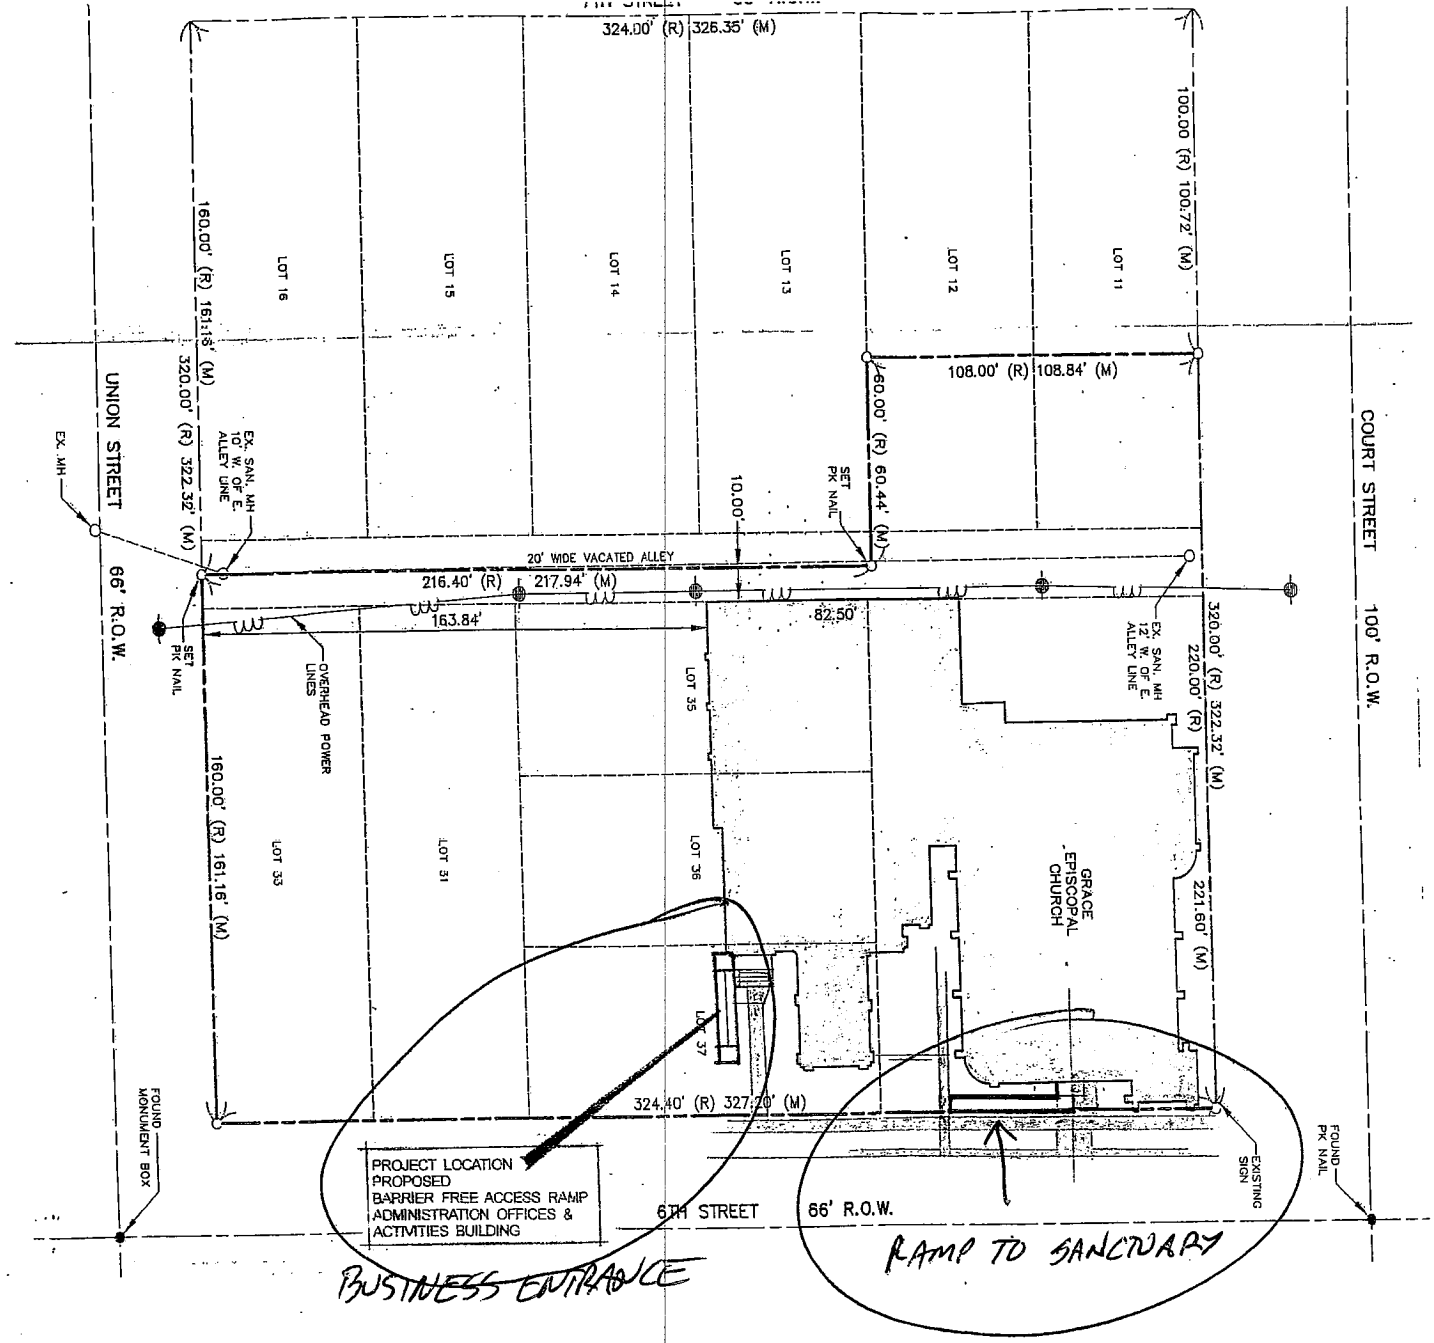 7TH STREET
324.00' (R) 326.35' (M)
100.00 (R) 100.72' (M)
160.00' (R) 161.16' (M)
LOT 16
LOT 15
LOT 14
LOT 13
LOT 12
LOT 11
108.00' (R) 108.84' (M)
60.00' (R) 60.44' (M)
320.00' (R) 322.32' (M)
UNION STREET 66' R.O.W.
COURT STREET 100' R.O.W.
EX. MH
EX. SAN. MH
10' W. OF E.
ALLEY LINE
SET
PK NAIL
10.00'
20' WIDE VACATED ALLEY
216.40' (R) 217.94' (M)
163.84'
82.50'
EX. SAN. MH
12' W. OF E.
ALLEY LINE
320.00' (R) 322.32' (M)
220.00' (R)
221.60' (M)
SET
PK NAIL
OVERHEAD POWER
LINES
160.00' (R) 161.16' (M)
LOT 35
LOT 33
LOT 31
LOT 36
GRACE
EPISCOPAL
CHURCH
LOT 37
324.40' (R) 327.20' (M)
FOUND
MONUMENT BOX
FOUND
PK NAIL
EXISTING
SIGN
PROJECT LOCATION
PROPOSED
BARRIER FREE ACCESS RAMP
ADMINISTRATION OFFICES &
ACTIVITIES BUILDING
6TH STREET 66' R.O.W.
BUSINESS ENTRANCE
RAMP TO SANCTUARY